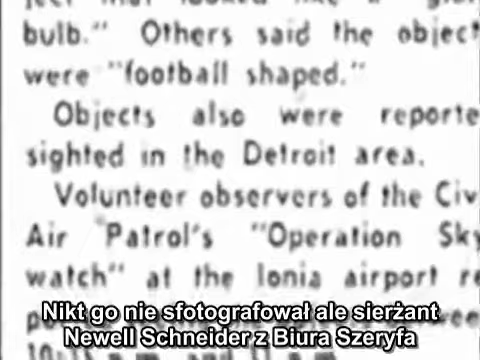 bulb." Others said the object
were "football shaped."
Objects also were reporte
sighted in the Detroit area.
Volunteer observers of the Civ
Air Patrol's "Operation Sky
watch" at the Ionia airport re
Nikt go nie sfotografował ale sierżant
Newell Schneider z Biura Szeryfa